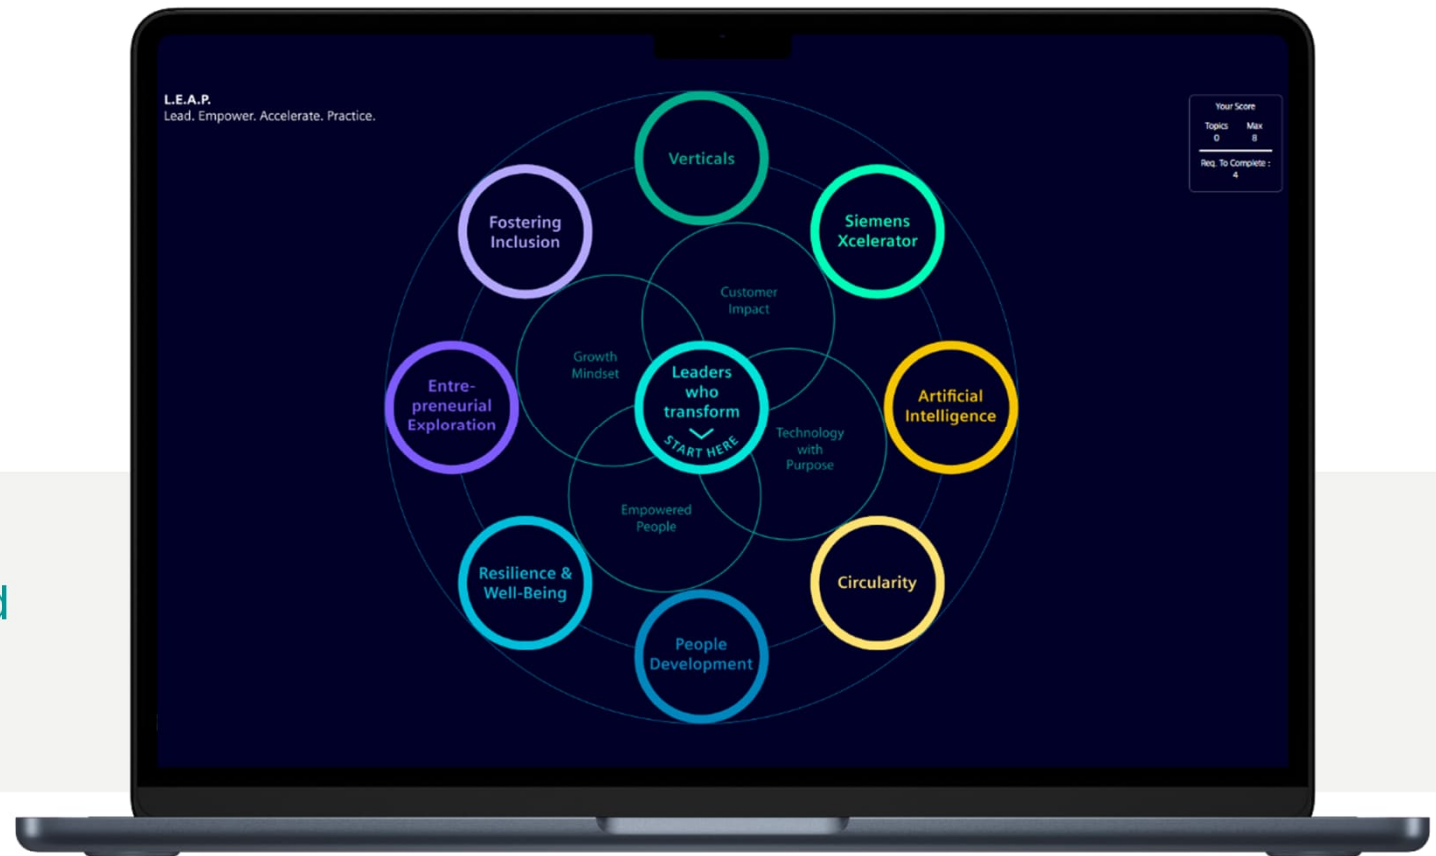 L.E.A.P.
Lead. Empower. Accelerate. Practice.
Your Score
Topics Max
0 8
Req. To Complete :
4
Verticals
Fostering
Inclusion
Siemens
Xcelerator
Customer
Impact
Growth
Mindset
Leaders
who
transform
START HERE
Entre-
preneurial
Exploration
Artificial
Intelligence
Technology
with
Purpose
Empowered
People
Resilience &
Well-Being
Circularity
People
Development
d